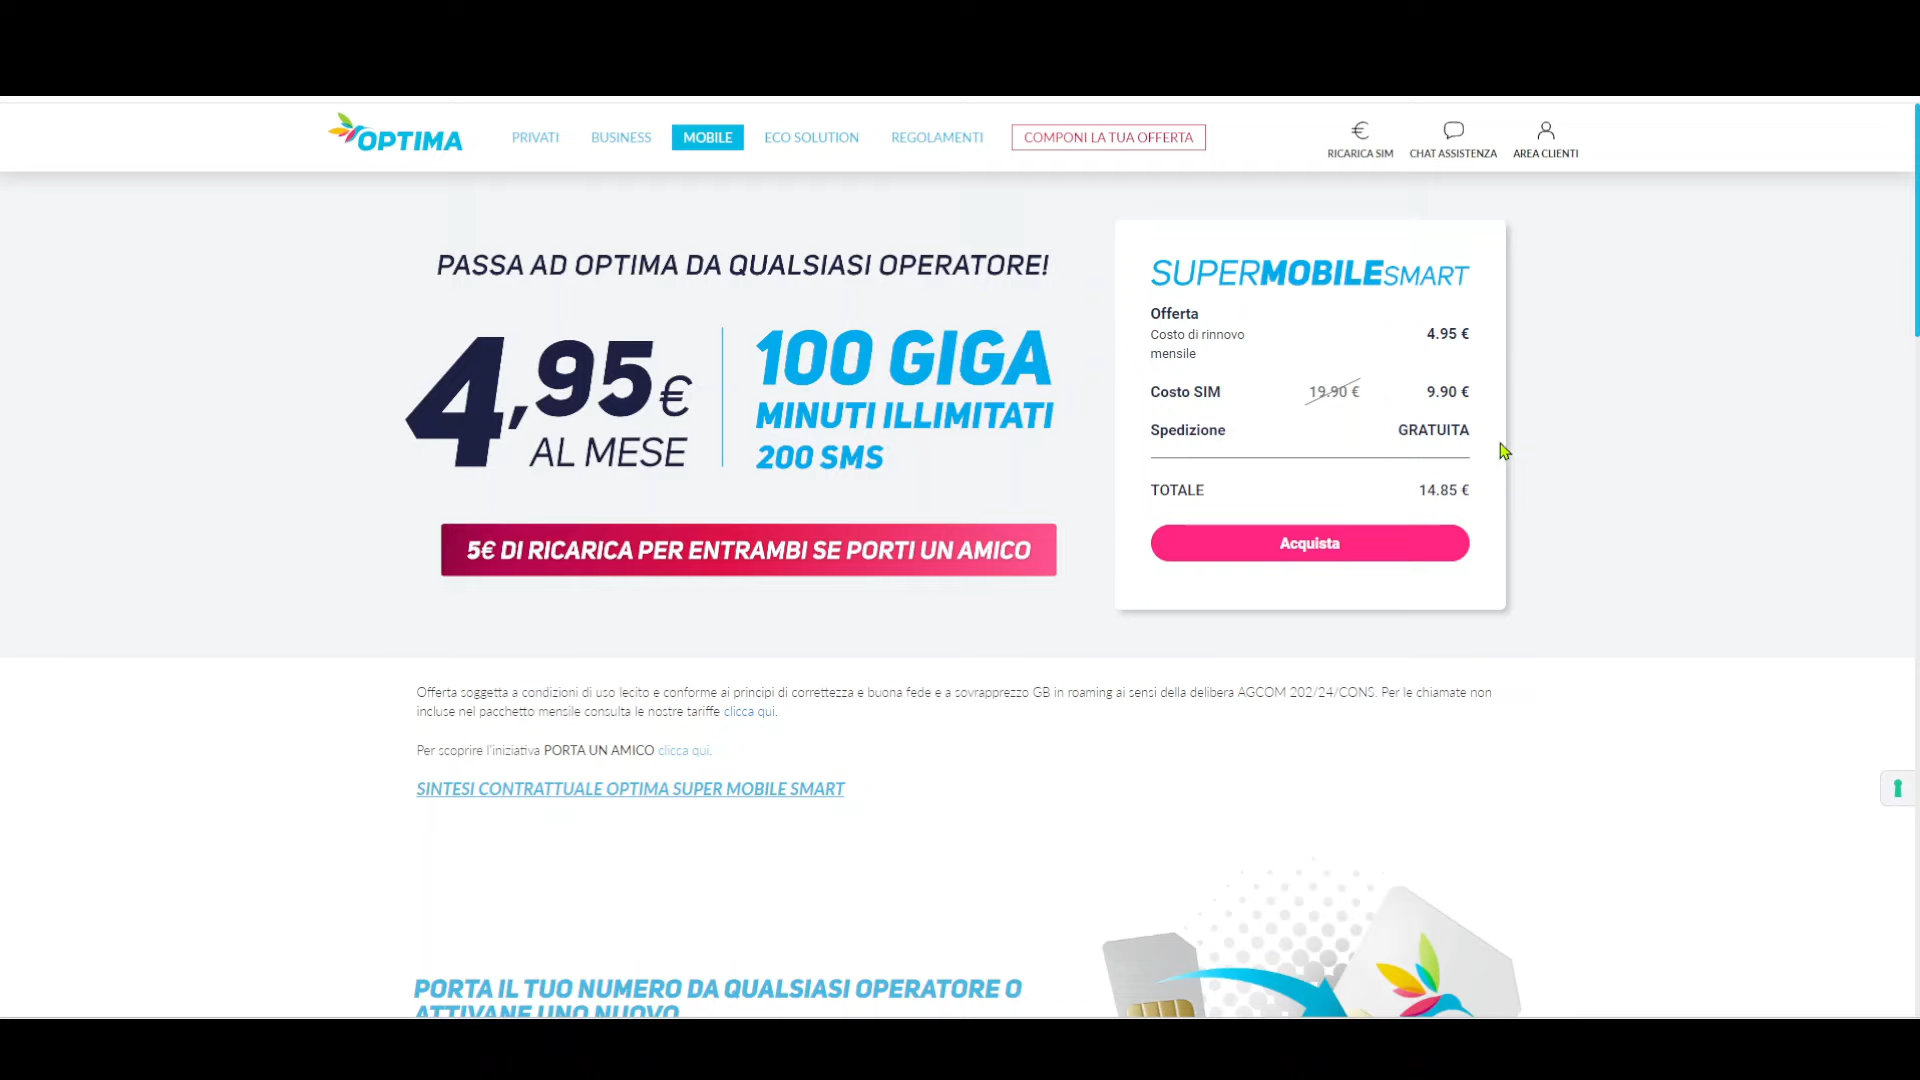 OPTIMA
PRIVATI
BUSINESS
MOBILE
ECO SOLUTION
REGOLAMENTI
COMPONI LA TUA OFFERTA
€
RICARICA SIM
CHAT ASSISTENZA
AREA CLIENTI
PASSA AD OPTIMA DA QUALSIASI OPERATORE!
4,95€
AL MESE
100 GIGA
MINUTI ILLIMITATI
200 SMS
5€ DI RICARICA PER ENTRAMBI SE PORTI UN AMICO
SUPERMOBILESMART
Offerta
Costo di rinnovo
mensile
4.95 €
Costo SIM 19.90 € 9.90 €
Spedizione GRATUITA
TOTALE 14.85 €
Acquista
Offerta soggetta a condizioni di uso lecito e conforme ai principi di correttezza e buona fede e a sovrapprezzo GB in roaming ai sensi della delibera AGCOM 202/24/CONS. Per le chiamate non
incluse nel pacchetto mensile consulta le nostre tariffe clicca qui.
Per scoprire l'iniziativa PORTA UN AMICO clicca qui.
SINTESI CONTRATTUALE OPTIMA SUPER MOBILE SMART
PORTA IL TUO NUMERO DA QUALSIASI OPERATORE O
ATTIVANE UNO NUOVO